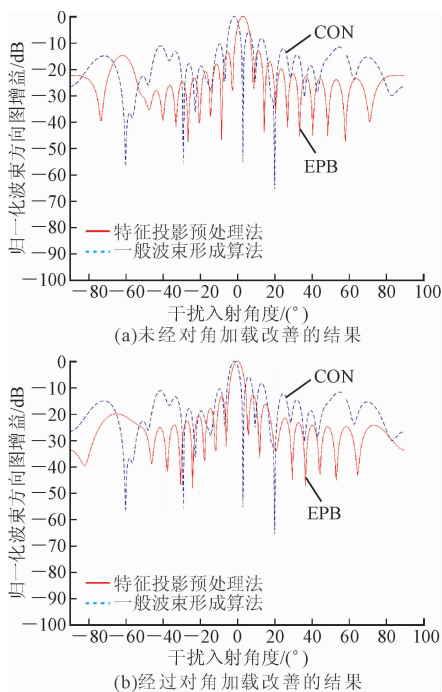 归一化波束方向图增益/dB
0
−10
−20
−30
−40
−50
−60
−70
−80
−90
−100
CON
EPB
特征投影预处理法
一般波束形成算法
−80 −60 −40 −20 0 20 40 60 80 100
干扰入射角度/(°)
(a)未经对角加载改善的结果
归一化波束方向图增益/dB
0
−10
−20
−30
−40
−50
−60
−70
−80
−90
−100
CON
EPB
特征投影预处理法
一般波束形成算法
−80 −60 −40 −20 0 20 40 60 80 100
干扰入射角度/(°)
(b)经过对角加载改善的结果